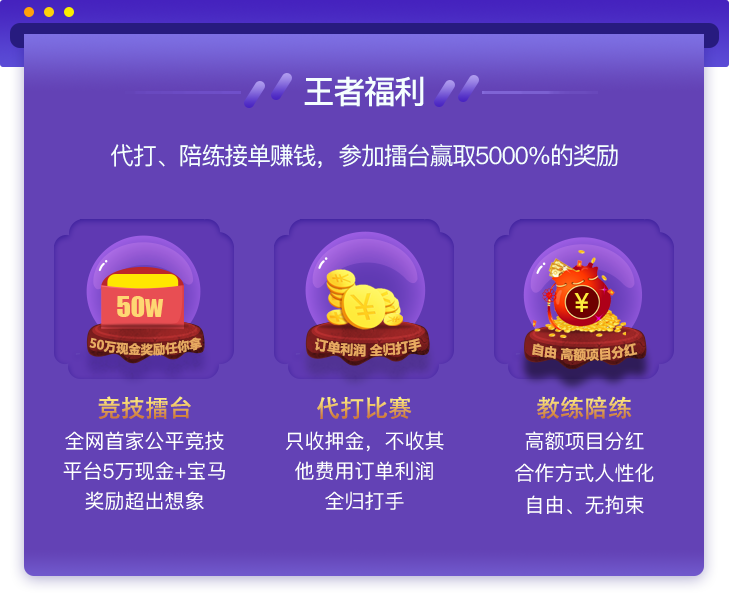 王者福利
代打、陪练接单赚钱，参加擂台赢取5000%的奖励
50w
50万现金奖励任你拿
订单利润 全归打手
¥
自由 高额项目分红
竞技擂台
代打比赛
教练陪练
全网首家公平竞技
平台5万现金+宝马
奖励超出想象
只收押金，不收其
他费用订单利润
全归打手
高额项目分红
合作方式人性化
自由、无拘束